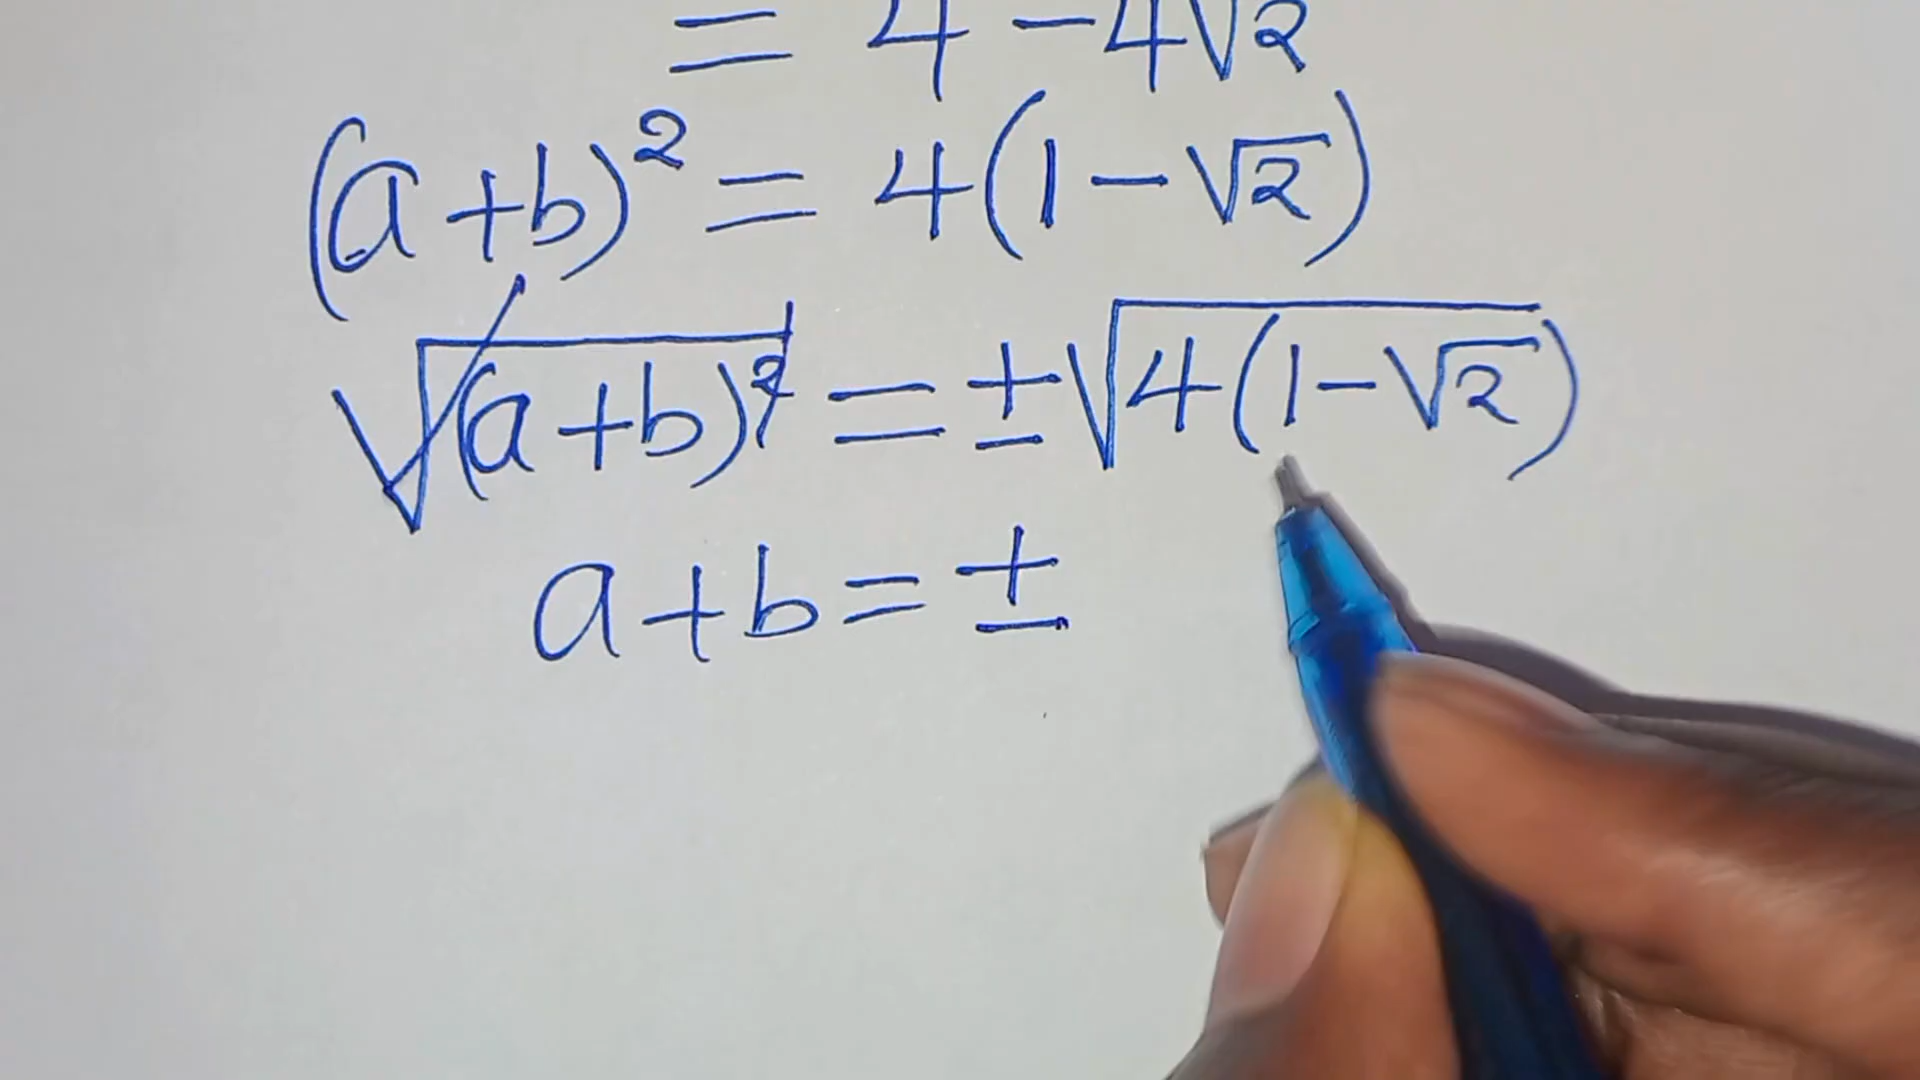 = 4 - 4√2
(a+b)² = 4(1-√2)
√(a+b)² = ±√4(1-√2)
a+b = ±